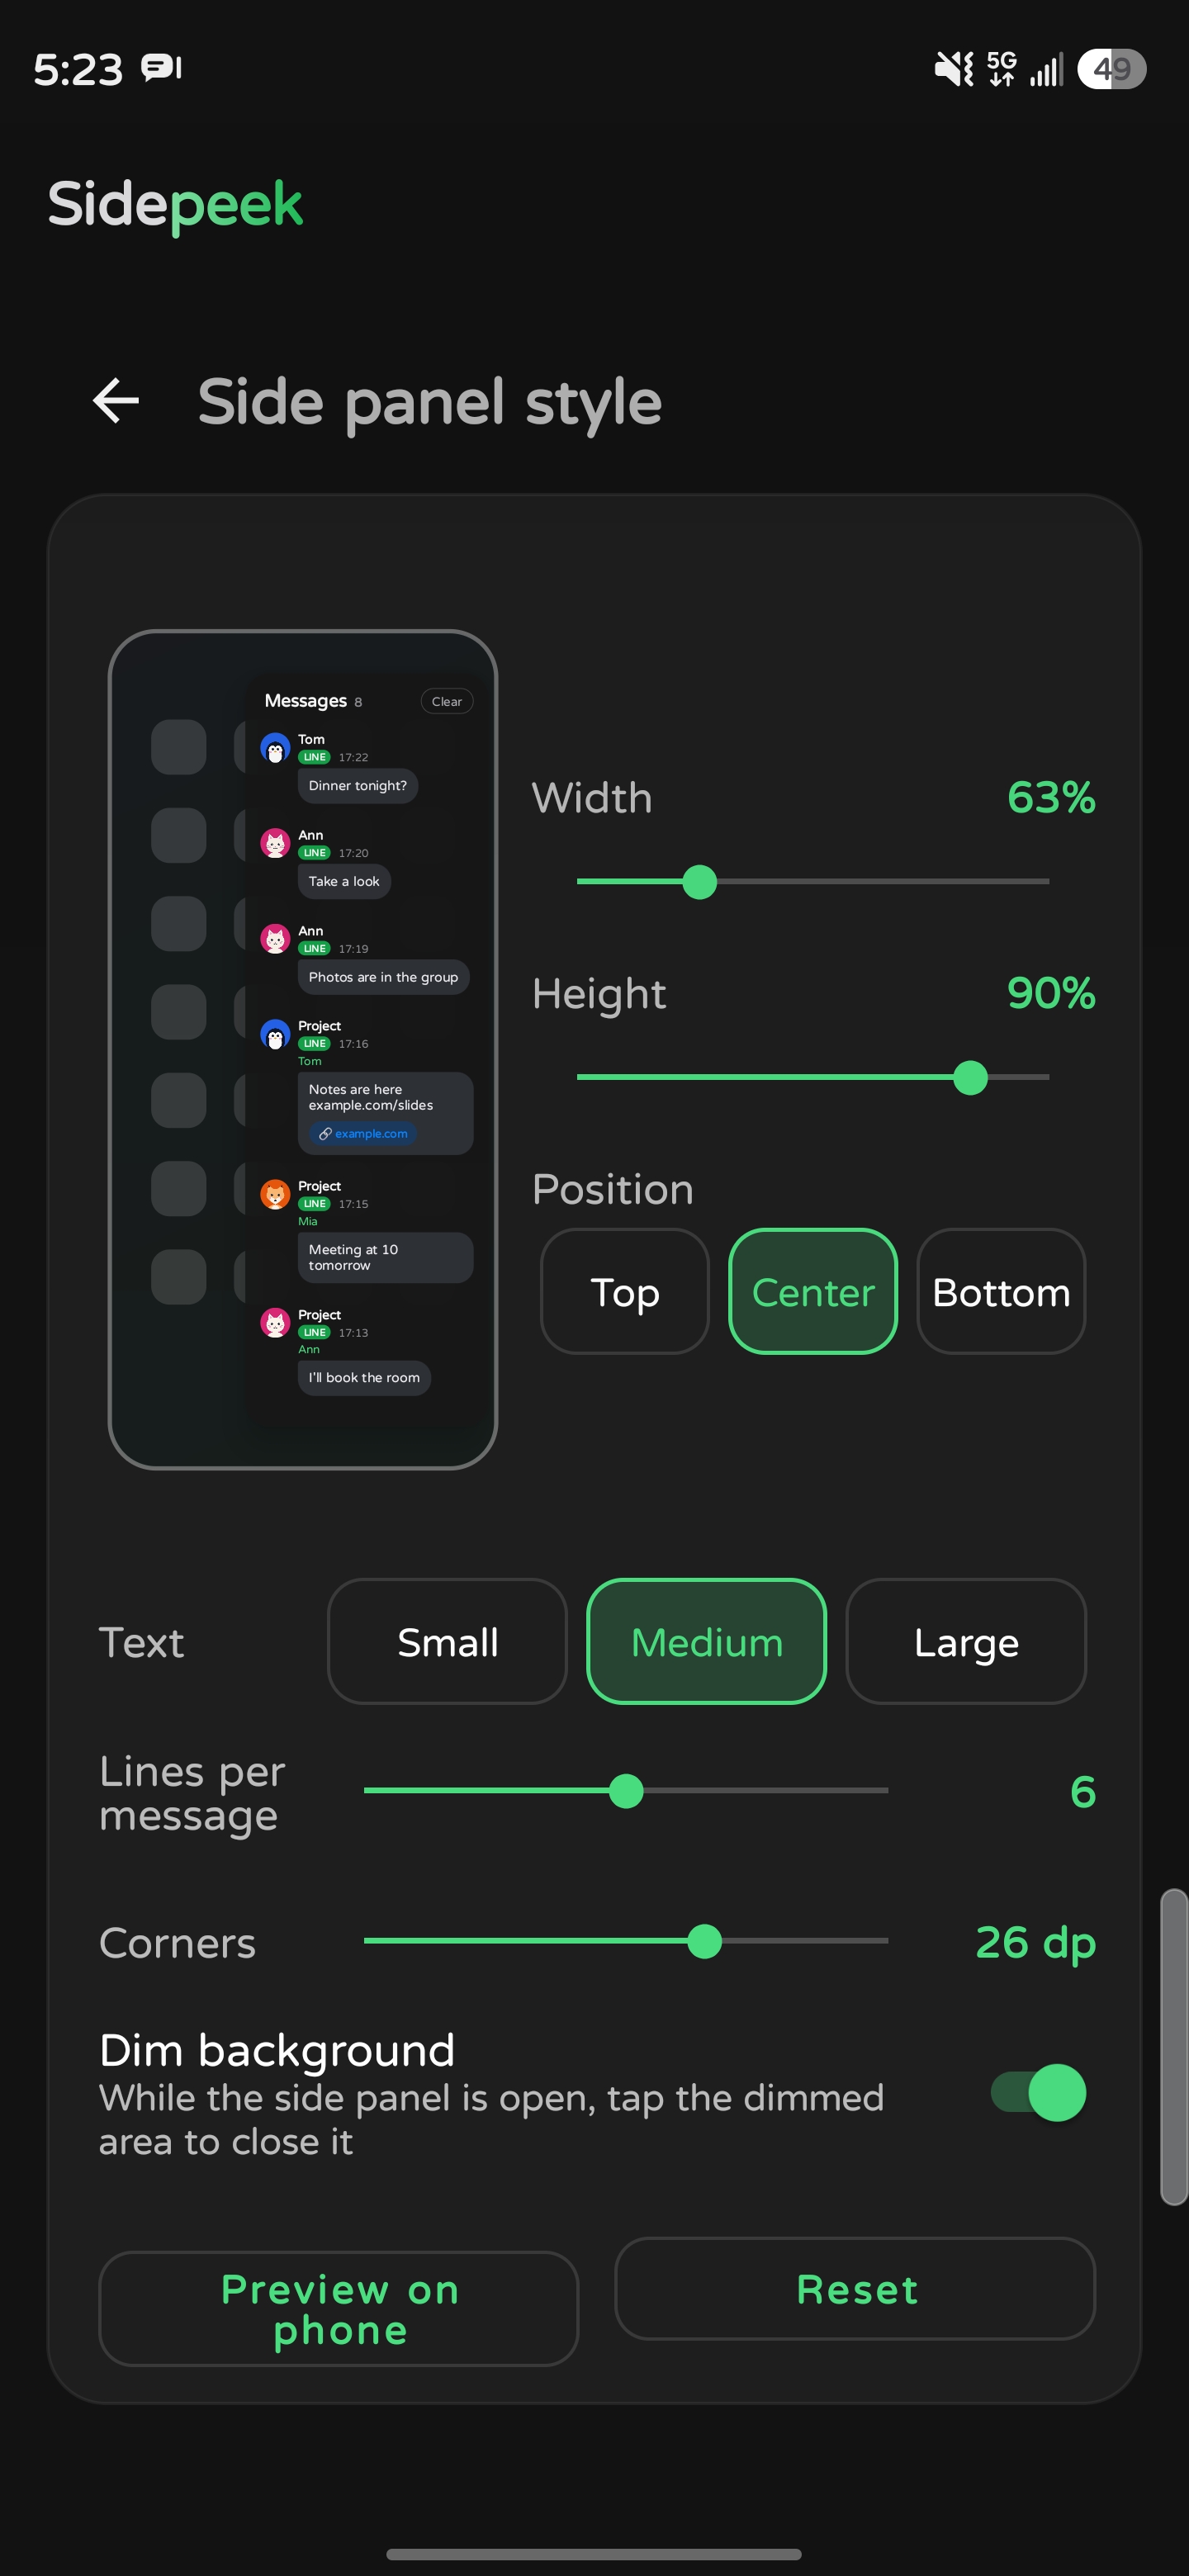 5:23
5G
49
Sidepeek
Side panel style
Messages 8
Clear
Tom
LINE 17:22
Dinner tonight?
Ann
LINE 17:20
Take a look
Ann
LINE 17:19
Photos are in the group
Project
LINE 17:16
Tom
Notes are here
example.com/slides
example.com
Project
LINE 17:15
Mia
Meeting at 10
tomorrow
Project
LINE 17:13
Ann
I'll book the room
Width 63%
Height 90%
Position
Top Center Bottom
Text Small Medium Large
Lines per
message
6
Corners 26 dp
Dim background
While the side panel is open, tap the dimmed
area to close it
Preview on
phone
Reset